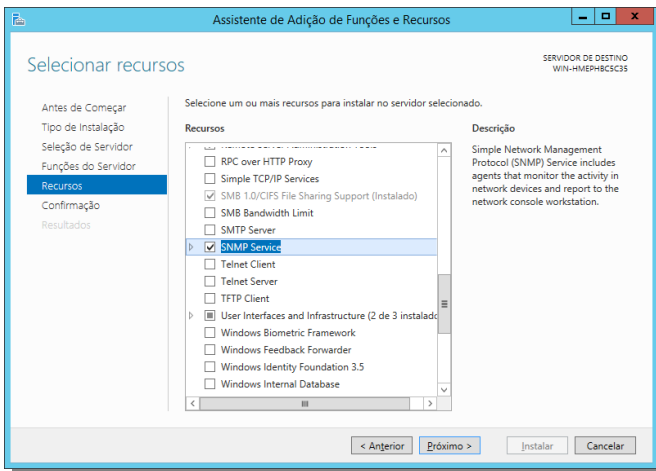 Assistente de Adição de Funções e Recursos
Selecionar recursos
SERVIDOR DE DESTINO
WIN-HMEPHBC5C35
Antes de Começar
Tipo de Instalação
Seleção de Servidor
Funções do Servidor
Recursos
Confirmação
Resultados
Selecione um ou mais recursos para instalar no servidor selecionado.
Recursos
RPC over HTTP Proxy
Simple TCP/IP Services
SMB 1.0/CIFS File Sharing Support (Instalado)
SMB Bandwidth Limit
SMTP Server
SNMP Service
Telnet Client
Telnet Server
TFTP Client
User Interfaces and Infrastructure (2 de 3 instalado
Windows Biometric Framework
Windows Feedback Forwarder
Windows Identity Foundation 3.5
Windows Internal Database
Descrição
Simple Network Management
Protocol (SNMP) Service includes
agents that monitor the activity in
network devices and report to the
network console workstation.
< Anterior
Próximo >
Instalar
Cancelar